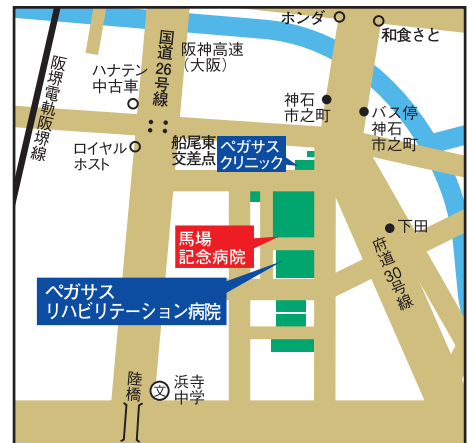 ホンダ
和食さと
国道26号線
阪神高速
（大阪）
阪堺電軌阪堺線
ハナテン
中古車
神石
市之町
バス停
神石
市之町
ロイヤル
ホスト
船尾東
交差点
ペガサス
クリニック
馬場
記念病院
下田
府道30号線
ペガサス
リハビリテーション病院
陸橋
文
浜寺
中学